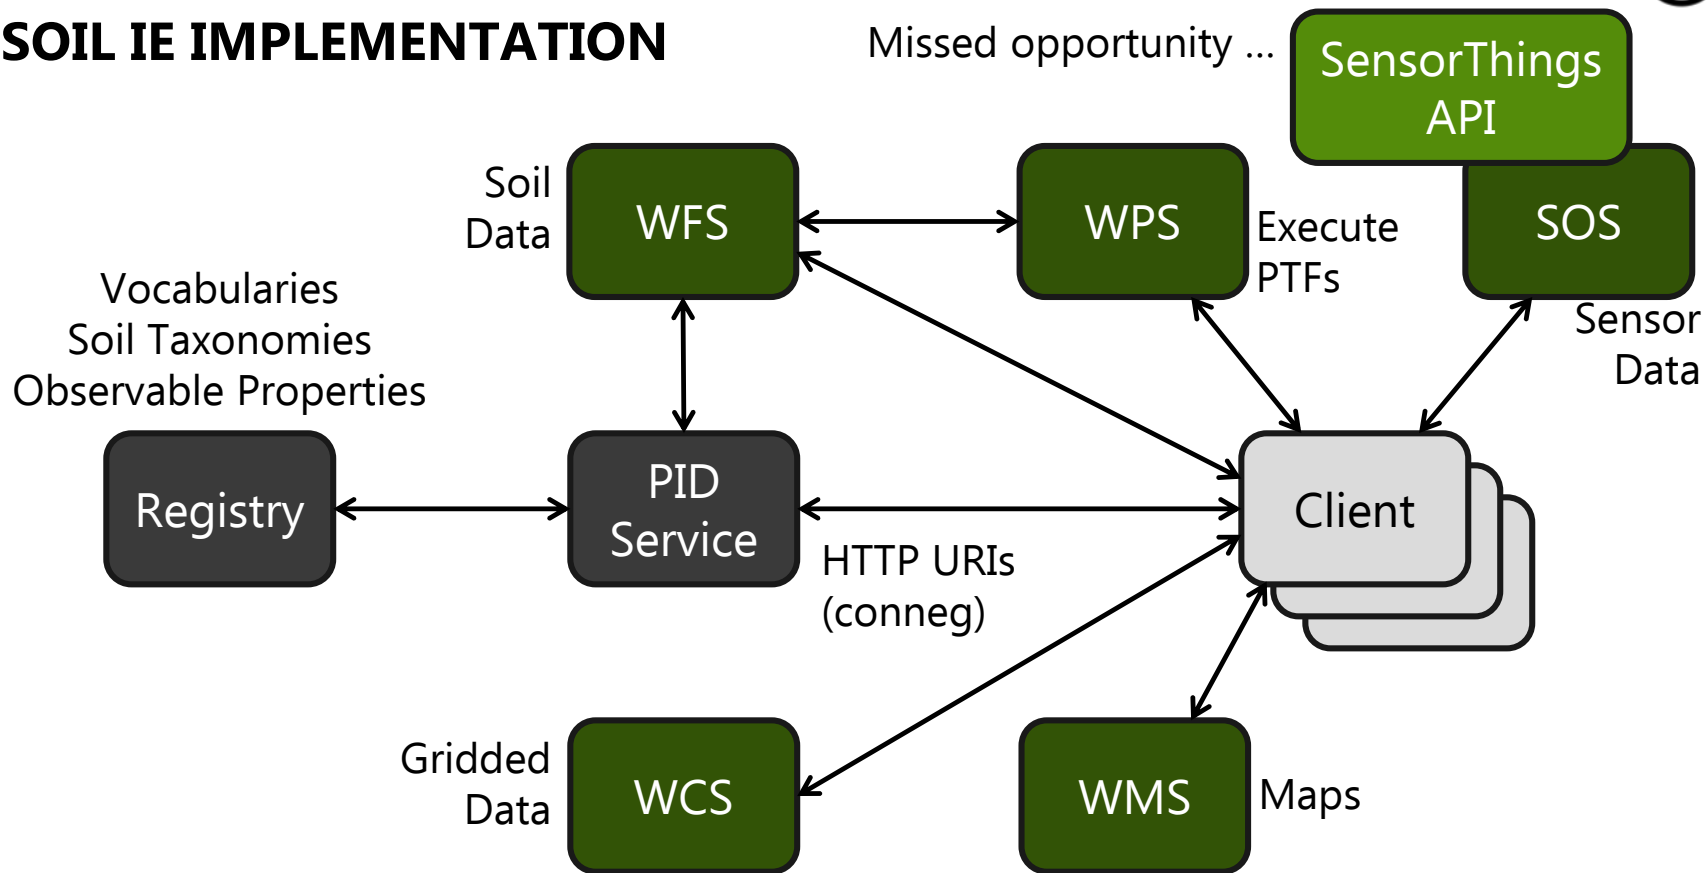 SOIL IE IMPLEMENTATION
Missed opportunity ...
SensorThings
API
Soil
Data
WFS
WPS
Execute
PTFs
SOS
Sensor
Data
Vocabularies
Soil Taxonomies
Observable Properties
Registry
PID
Service
HTTP URIs
(conneg)
Client
Gridded
Data
WCS
WMS
Maps